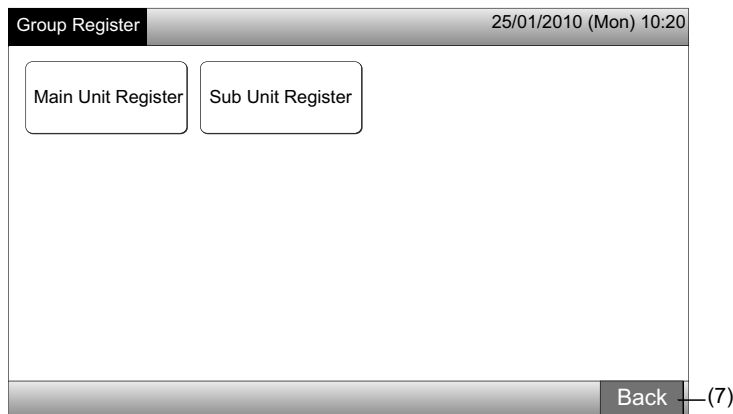 Group Register 25/01/2010 (Mon) 10:20
Main Unit Register Sub Unit Register
Back (7)